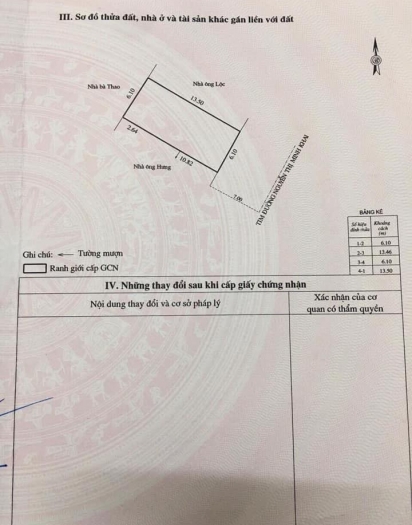 III. Sơ đồ thửa đất, nhà ở và tài sản khác gắn liền với đất
Nhà ông Lộc
Nhà bà Thao
6.10
13.50
2.64
Nhà ông Hưng
10.82
6.10
7.00
TIM ĐƯỜNG NGUYỄN THỊ MINH KHAI
BẢNG KÊ
Số hiệu đỉnh thửa
Khoảng cách (m)
1-2 6.10
2-3 13.46
3-4 6.10
4-1 13.50
Ghi chú: Tường mượn
Ranh giới cấp GCN
IV. Những thay đổi sau khi cấp giấy chứng nhận
Nội dung thay đổi và cơ sở pháp lý
Xác nhận của cơ
quan có thẩm quyền